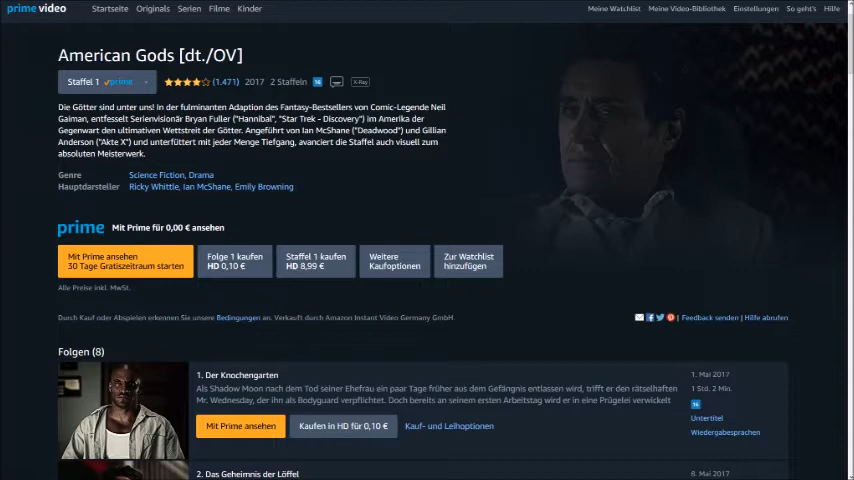 prime video Startseite Originals Serien Filme Kinder Meine Watchlist Meine Video-Bibliothek Einstellungen So geht's Hilfe
American Gods [dt./OV]
Staffel 1 prime (1.471) 2017 2 Staffeln 16 X-Ray
Die Götter sind unter uns! In der fulminanten Adaption des Fantasy-Bestsellers von Comic-Legende Neil
Gaiman, entfesselt Serienvisionär Bryan Fuller ("Hannibal", "Star Trek - Discovery") im Amerika der
Gegenwart den ultimativen Wettstreit der Götter. Angeführt von Ian McShane ("Deadwood") und Gillian
Anderson ("Akte X") und unterfüttert mit jeder Menge Tiefgang, avanciert die Staffel auch visuell zum
absoluten Meisterwerk.
Genre Science Fiction, Drama
Hauptdarsteller Ricky Whittle, Ian McShane, Emily Browning
prime Mit Prime für 0,00 € ansehen
Mit Prime ansehen
30 Tage Gratiszeitraum starten
Folge 1 kaufen
HD 0,10 €
Staffel 1 kaufen
HD 8,99 €
Weitere
Kaufoptionen
Zur Watchlist
hinzufügen
Alle Preise inkl. MwSt.
Durch Kauf oder Abspielen erkennen Sie unsere Bedingungen an. Verkauft durch Amazon Instant Video Germany GmbH. Feedback senden | Hilfe abrufen
Folgen (8)
1. Der Knochengarten 1. Mai 2017
Als Shadow Moon nach dem Tod seiner Ehefrau ein paar Tage früher aus dem Gefängnis entlassen wird, trifft er den rätselhaften 1 Std. 2 Min.
Mr. Wednesday, der ihn als Bodyguard verpflichtet. Doch bereits an seinem ersten Arbeitstag wird er in eine Prügelei verwickelt 16
Mit Prime ansehen Kaufen in HD für 0,10 € Kauf- und Leihoptionen
Untertitel
Wiedergabesprachen
2. Das Geheimnis der Löffel 8. Mai 2017